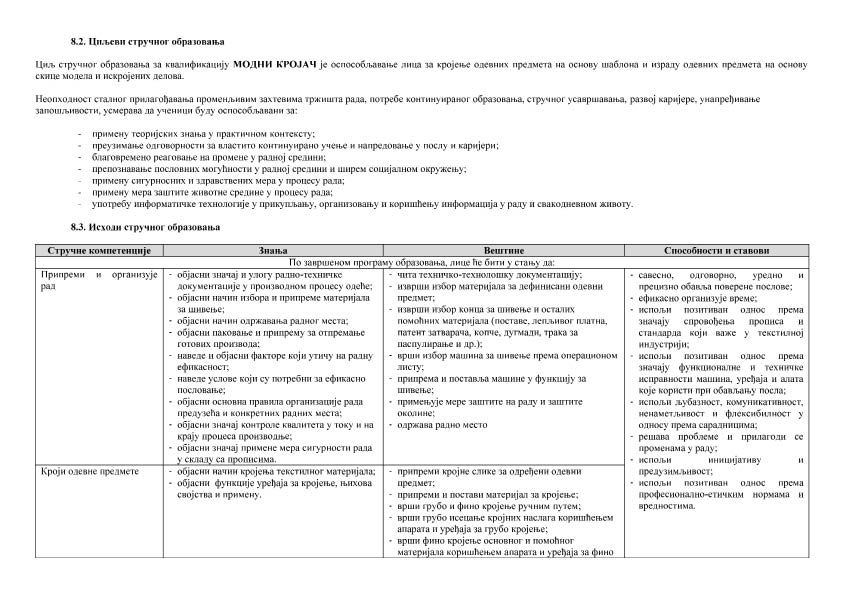 8.2. Циљеви стручног образовања
Циљ стручног образовања за квалификацију МОДНИ КРОЈАЧ је оспособљавање лица за кројење одевних предмета на основу шаблона и израду одевних предмета на основу
скице модела и искројених делова.
Неопходност сталног прилагођавања променљивим захтевима тржишта рада, потребе континуираног образовања, стручног усавршавања, развој каријере, унапређивање
запошљивости, усмерава да ученици буду оспособљавани за:
- примену теоријских знања у практичном контексту;
- преузимање одговорности за властито континуирано учење и напредовање у послу и каријери;
- благовремено реаговање на промене у радној средини;
- препознавање пословних могућности у радној средини и ширем социјалном окружењу;
- примену сигурносних и здравствених мера у процесу рада;
- примену мера заштите животне средине у процесу рада;
- употребу информатичке технологије у прикупљању, организовању и коришћењу информација у раду и свакодневном животу.
8.3. Исходи стручног образовања
Стручне компетенције
Знања
Вештине
Способности и ставови
По завршеном програму образовања, лице ће бити у стању да:
Припреми и организује
рад
- објасни значај и улогу радно-техничке
документације у производном процесу одеће;
- објасни начин избора и припреме материјала
за шивење;
- објасни начин одржавања радног места;
- објасни паковање и припрему за отпремање
готових производа;
- наведе и објасни факторе који утичу на радну
ефикасност;
- наведе услове који су потребни за ефикасно
пословање;
- објасни основна правила организације рада
предузећа и конкретних радних места;
- објасни значај контроле квалитета у току и на
крају процеса производње;
- објасни значај примене мера сигурности рада
у складу са прописима.
- чита техничко-технолошку документацију;
- изврши избор материјала за дефинисани одевни
предмет;
- изврши избор конца за шивење и осталих
помоћних материјала (поставе, лепљивог платна,
патент затварача, копче, дугмади, трака за
паспулирање и др.);
- врши избор машина за шивење према операционом
листу;
- припрема и поставља машине у функцију за
шивење;
- примењује мере заштите на раду и заштите
околине;
- одржава радно место
- савесно, одговорно, уредно и
прецизно обавља поверене послове;
- ефикасно организује време;
- испољи позитиван однос према
значају спровођења прописа и
стандарда који важе у текстилној
индустрији;
- испољи позитиван однос према
значају функционалне и техничке
исправности машина, уређаја и алата
које користи при обављању посла;
- испољи љубазност, комуникативност,
ненаметљивост и флексибилност у
односу према сарадницима;
- решава проблеме и прилагоди се
променама у раду;
- испољи иницијативу и
предузимљивост;
- испољи позитиван однос према
професионално-етичким нормама и
вредностима.
Кроји одевне предмете
- објасни начин кројења текстилног материјала;
- објасни функције уређаја за кројење, њихова
својства и примену.
- припреми кројне слике за одређени одевни
предмет;
- припреми и постави материјал за кројење;
- врши грубо и фино кројење ручним путем;
- врши грубо исецање кројних наслага коришћењем
апарата и уређаја за грубо кројење;
- врши фино кројење основног и помоћног
материјала коришћењем апарата и уређаја за фино